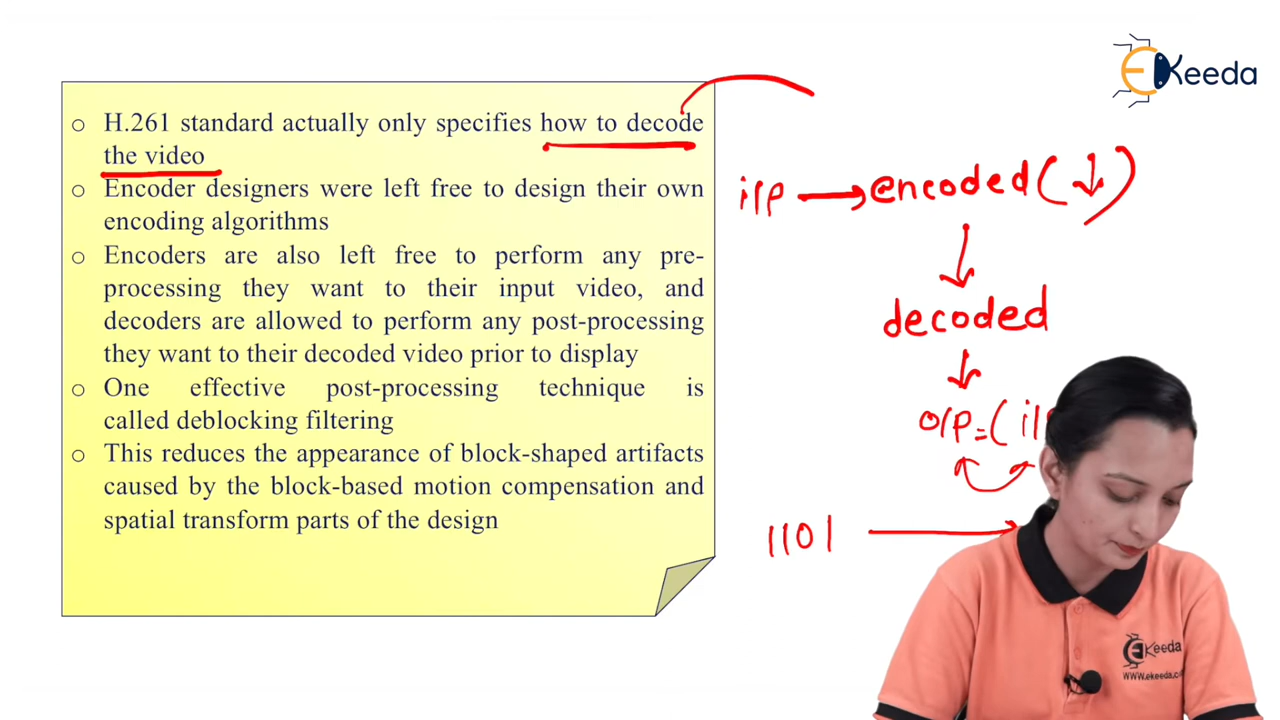 EKeeda
H.261 standard actually only specifies how to decode
the video
Encoder designers were left free to design their own
encoding algorithms
Encoders are also left free to perform any pre-
processing they want to their input video, and
decoders are allowed to perform any post-processing
they want to their decoded video prior to display
One effective post-processing technique is
called deblocking filtering
This reduces the appearance of block-shaped artifacts
caused by the block-based motion compensation and
spatial transform parts of the design
i/p → encoded (↓)
↓
decoded
↓
o/p = ( i/
1101 →
EKeeda
www.ekeeda.c